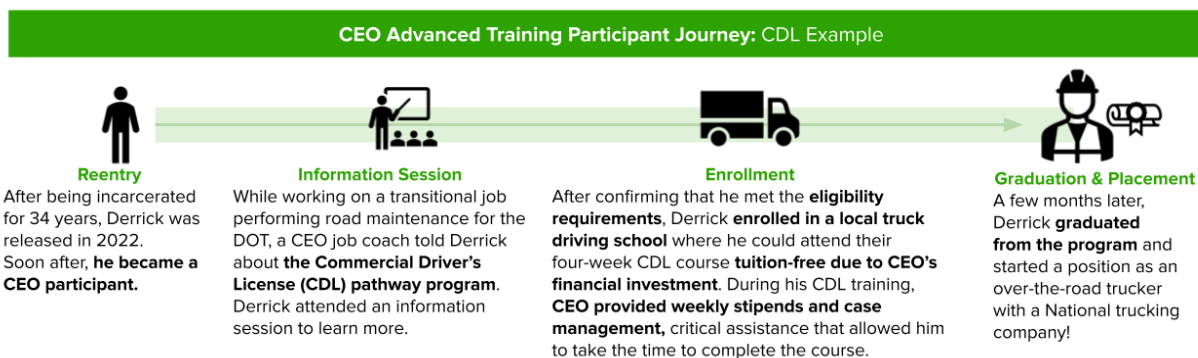 CEO Advanced Training Participant Journey: CDL Example
Reentry
After being incarcerated
for 34 years, Derrick was
released in 2022.
Soon after, he became a
CEO participant.
Information Session
While working on a transitional job
performing road maintenance for the
DOT, a CEO job coach told Derrick
about the Commercial Driver's
License (CDL) pathway program.
Derrick attended an information
session to learn more.
Enrollment
After confirming that he met the eligibility
requirements, Derrick enrolled in a local truck
driving school where he could attend their
four-week CDL course tuition-free due to CEO's
financial investment. During his CDL training,
CEO provided weekly stipends and case
management, critical assistance that allowed him
to take the time to complete the course.
Graduation & Placement
A few months later,
Derrick graduated
from the program and
started a position as an
over-the-road trucker
with a National trucking
company!